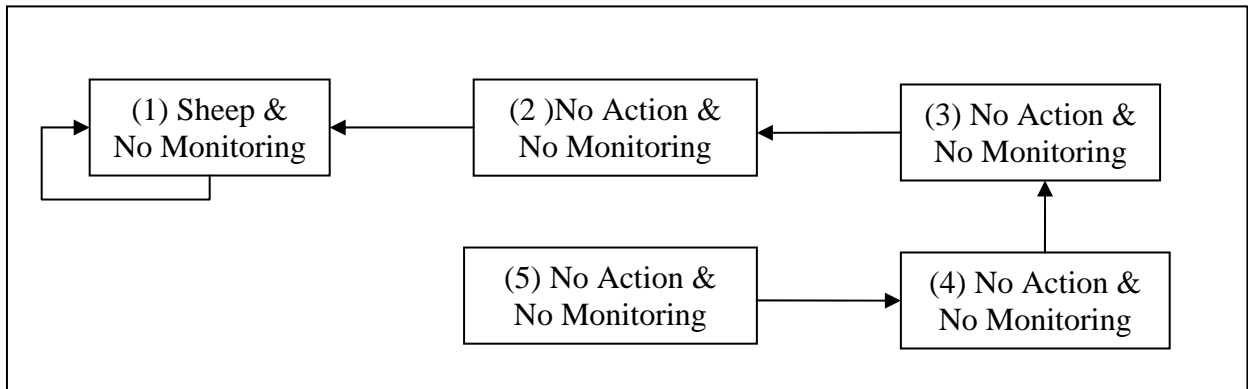 (1) Sheep &
No Monitoring
(2 )No Action &
No Monitoring
(3) No Action &
No Monitoring
(5) No Action &
No Monitoring
(4) No Action &
No Monitoring